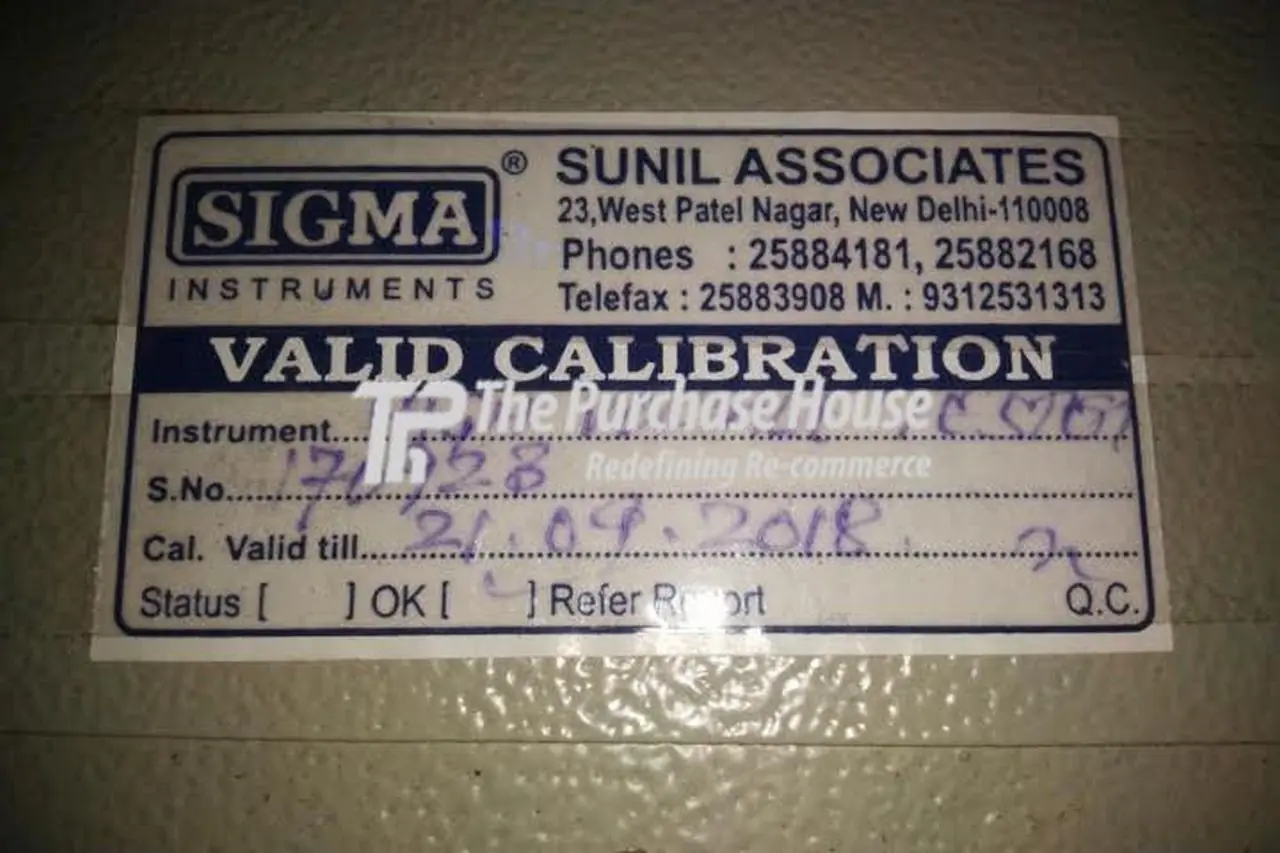 SIGMA ®
INSTRUMENTS
SUNIL ASSOCIATES
23,West Patel Nagar, New Delhi-110008
Phones : 25884181, 25882168
Telefax : 25883908 M. : 9312531313
VALID CALIBRATION
TPH The Purchase House
Redefining Re-commerce
Instrument....
S.No....
Cal. Valid till.... 21.09.2018
Status [ ] OK [ ] Refer Report
Q.C.